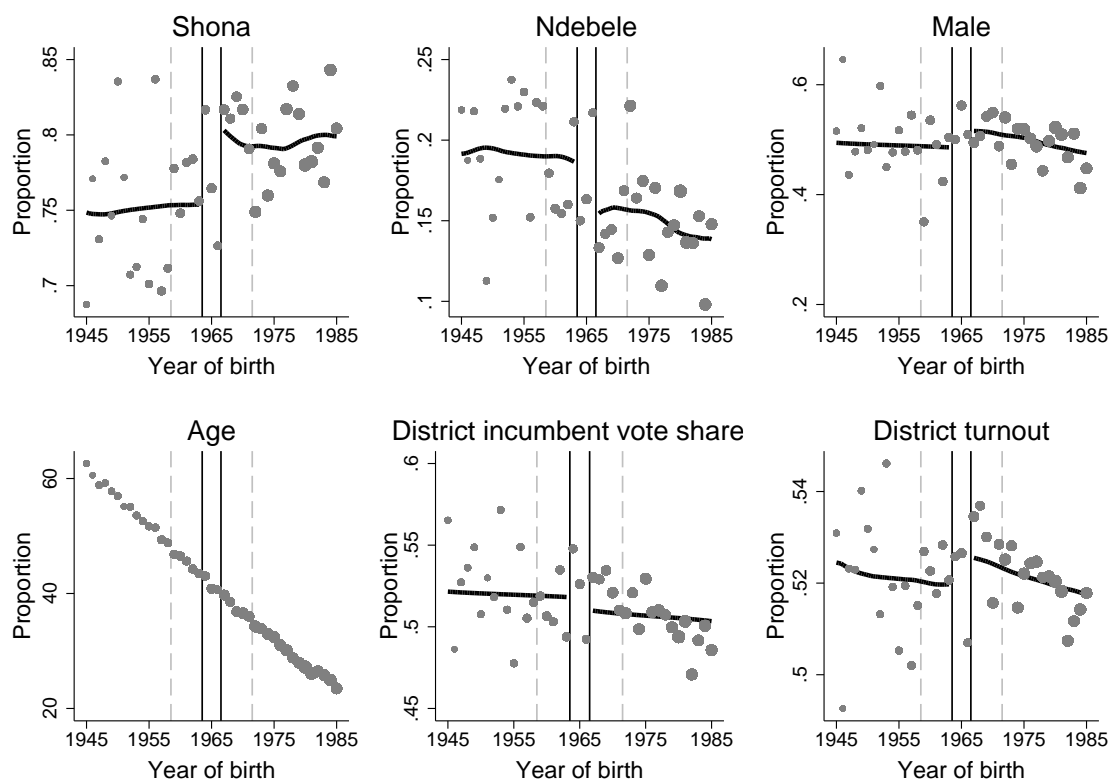 Shona
Proportion
.85
.8
.75
.7
1945 1955 1965 1975 1985
Year of birth
Ndebele
Proportion
.25
.2
.15
.1
1945 1955 1965 1975 1985
Year of birth
Male
Proportion
.6
.4
.2
1945 1955 1965 1975 1985
Year of birth
Age
Proportion
60
40
20
1945 1955 1965 1975 1985
Year of birth
District incumbent vote share
Proportion
.6
.55
.5
.45
1945 1955 1965 1975 1985
Year of birth
District turnout
Proportion
.54
.52
.5
1945 1955 1965 1975 1985
Year of birth